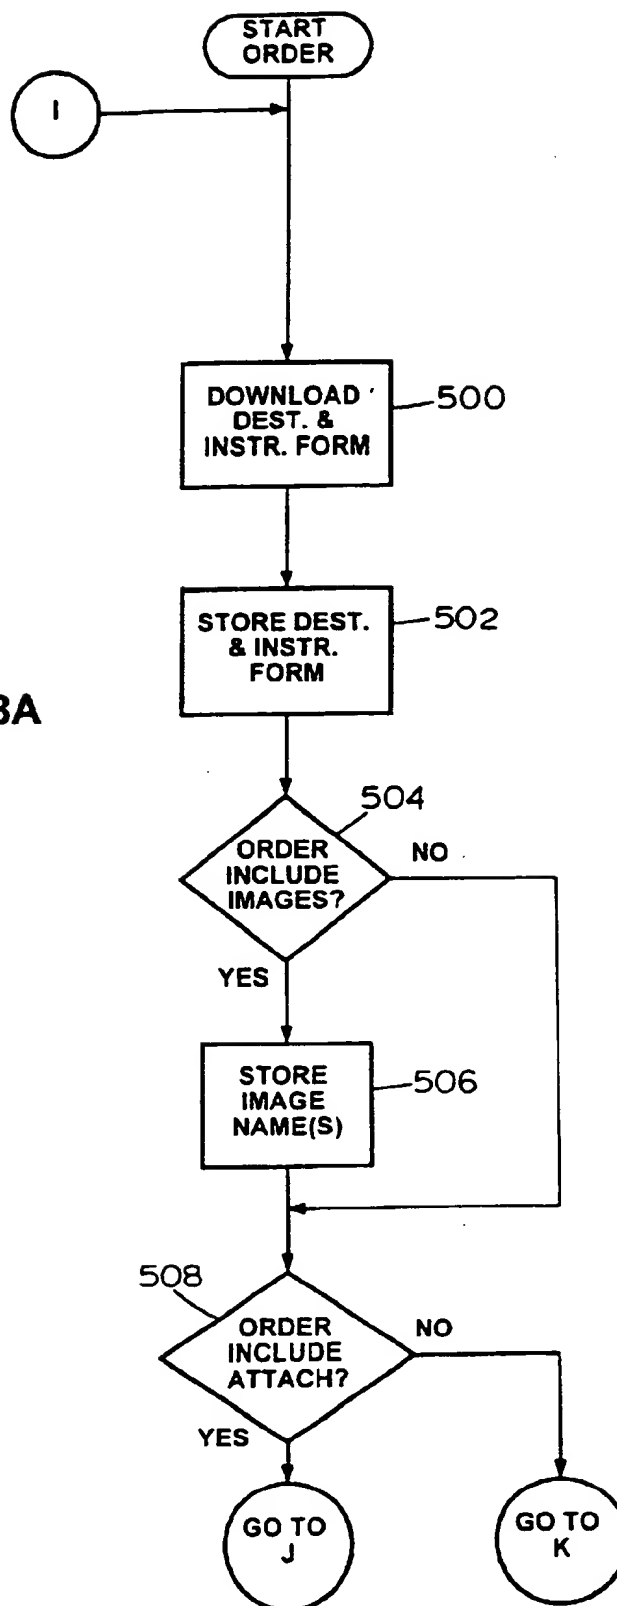 START
ORDER
I
DOWNLOAD
DEST. &
INSTR. FORM
500
STORE DEST.
& INSTR.
FORM
502
3A
504
ORDER
INCLUDE
IMAGES?
NO
YES
STORE
IMAGE
NAME(S)
506
508
ORDER
INCLUDE
ATTACH?
NO
YES
GO TO
J
GO TO
K